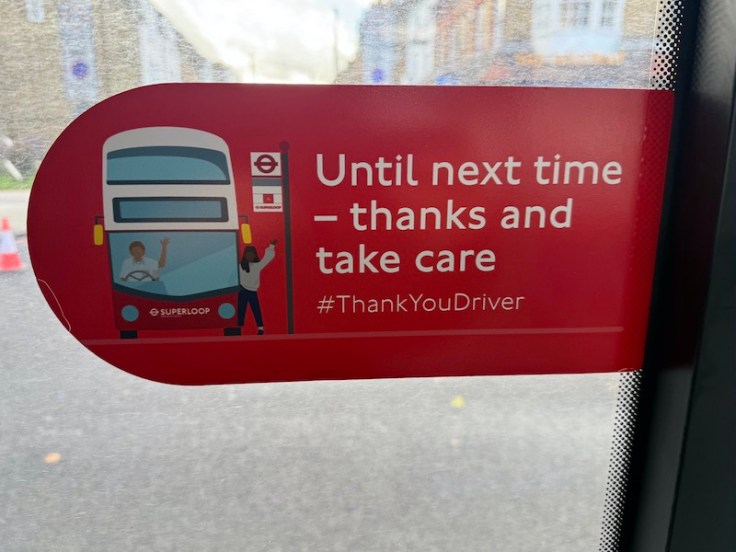 Until next time
– thanks and
take care
#ThankYouDriver
SUPERLOOP